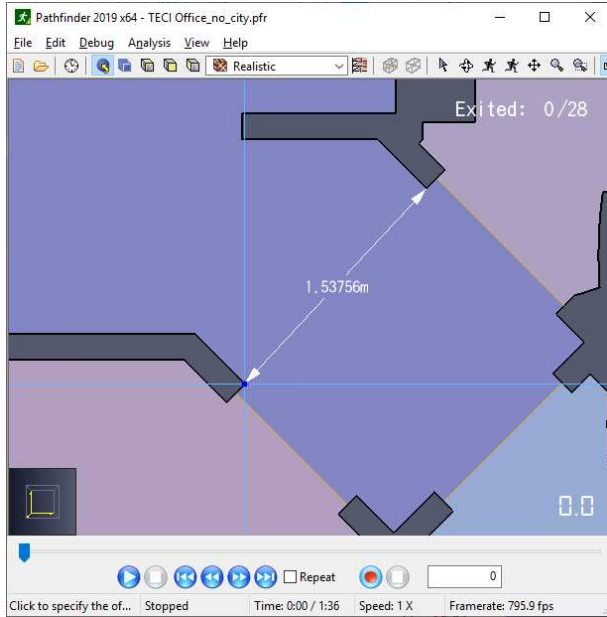 Pathfinder 2019 x64 - TECI Office_no_city.pfr
File Edit Debug Analysis View Help
Realistic
Exited: 0/28
1.53756m
0.0
Repeat
0
Click to specify the of... Stopped Time: 0:00 / 1:36 Speed: 1 X Framerate: 795.9 fps